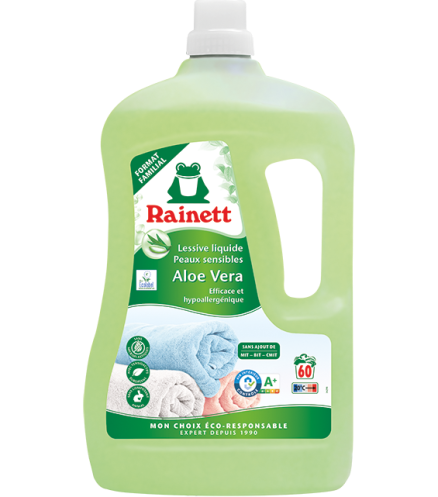 FORMAT
FAMILIAL
Rainett
Lessive liquide
Peaux sensibles
Aloe Vera
Efficace et
hypoallergénique
Ecolabel
SANS AJOUT DE
MIT – BIT – CMIT
60
A+
MON CHOIX ÉCO-RESPONSABLE
EXPERT DEPUIS 1990